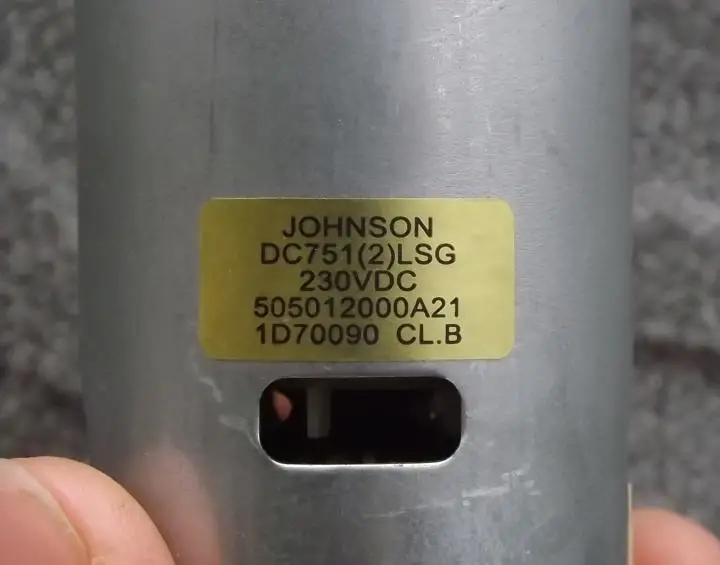 JOHNSON
DC751(2)LSG
230VDC
505012000A21
1D70090 CL.B